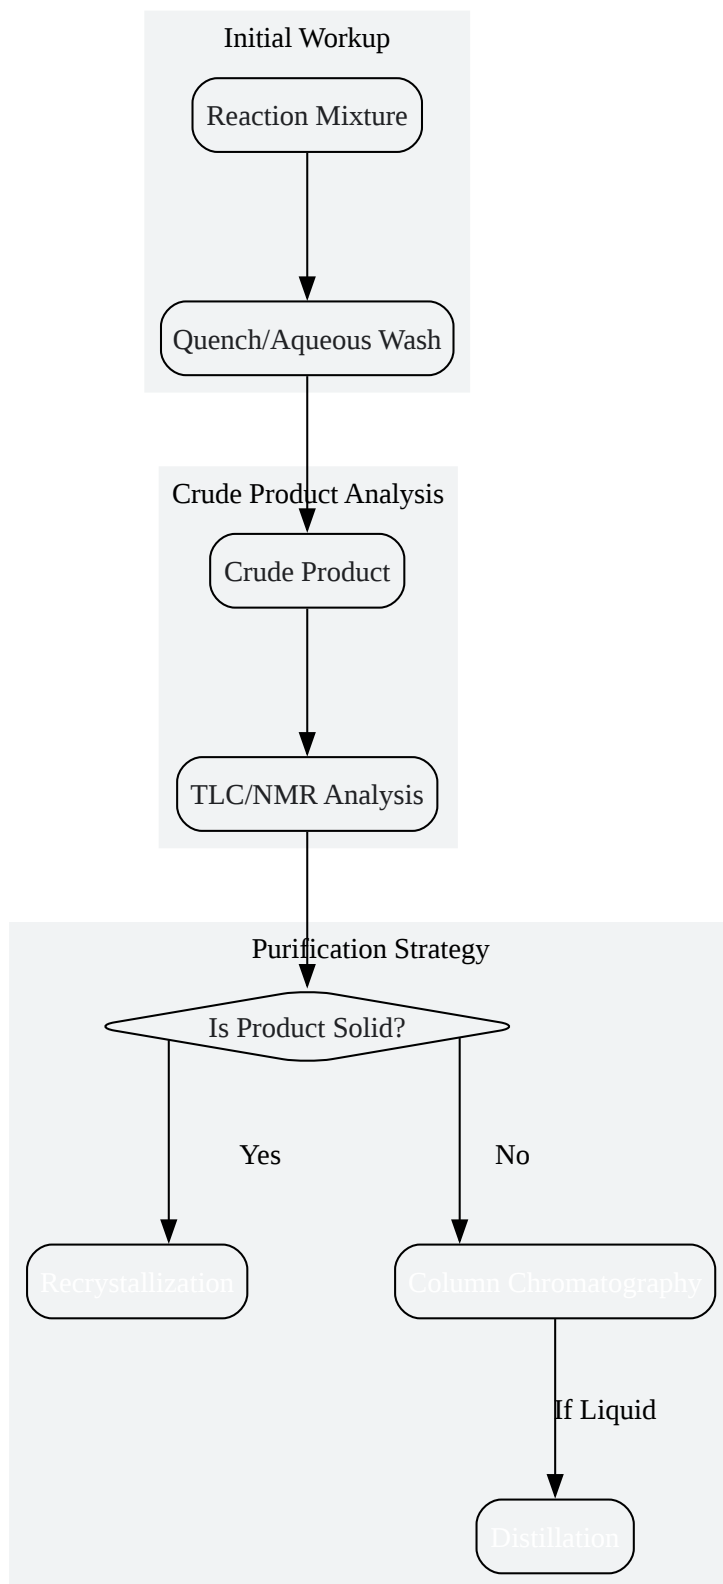 Initial Workup
Reaction Mixture
Quench/Aqueous Wash
Crude Product Analysis
Crude Product
TLC/NMR Analysis
Purification Strategy
Is Product Solid?
Yes
No
Recrystallization
Column Chromatography
If Liquid
Distillation